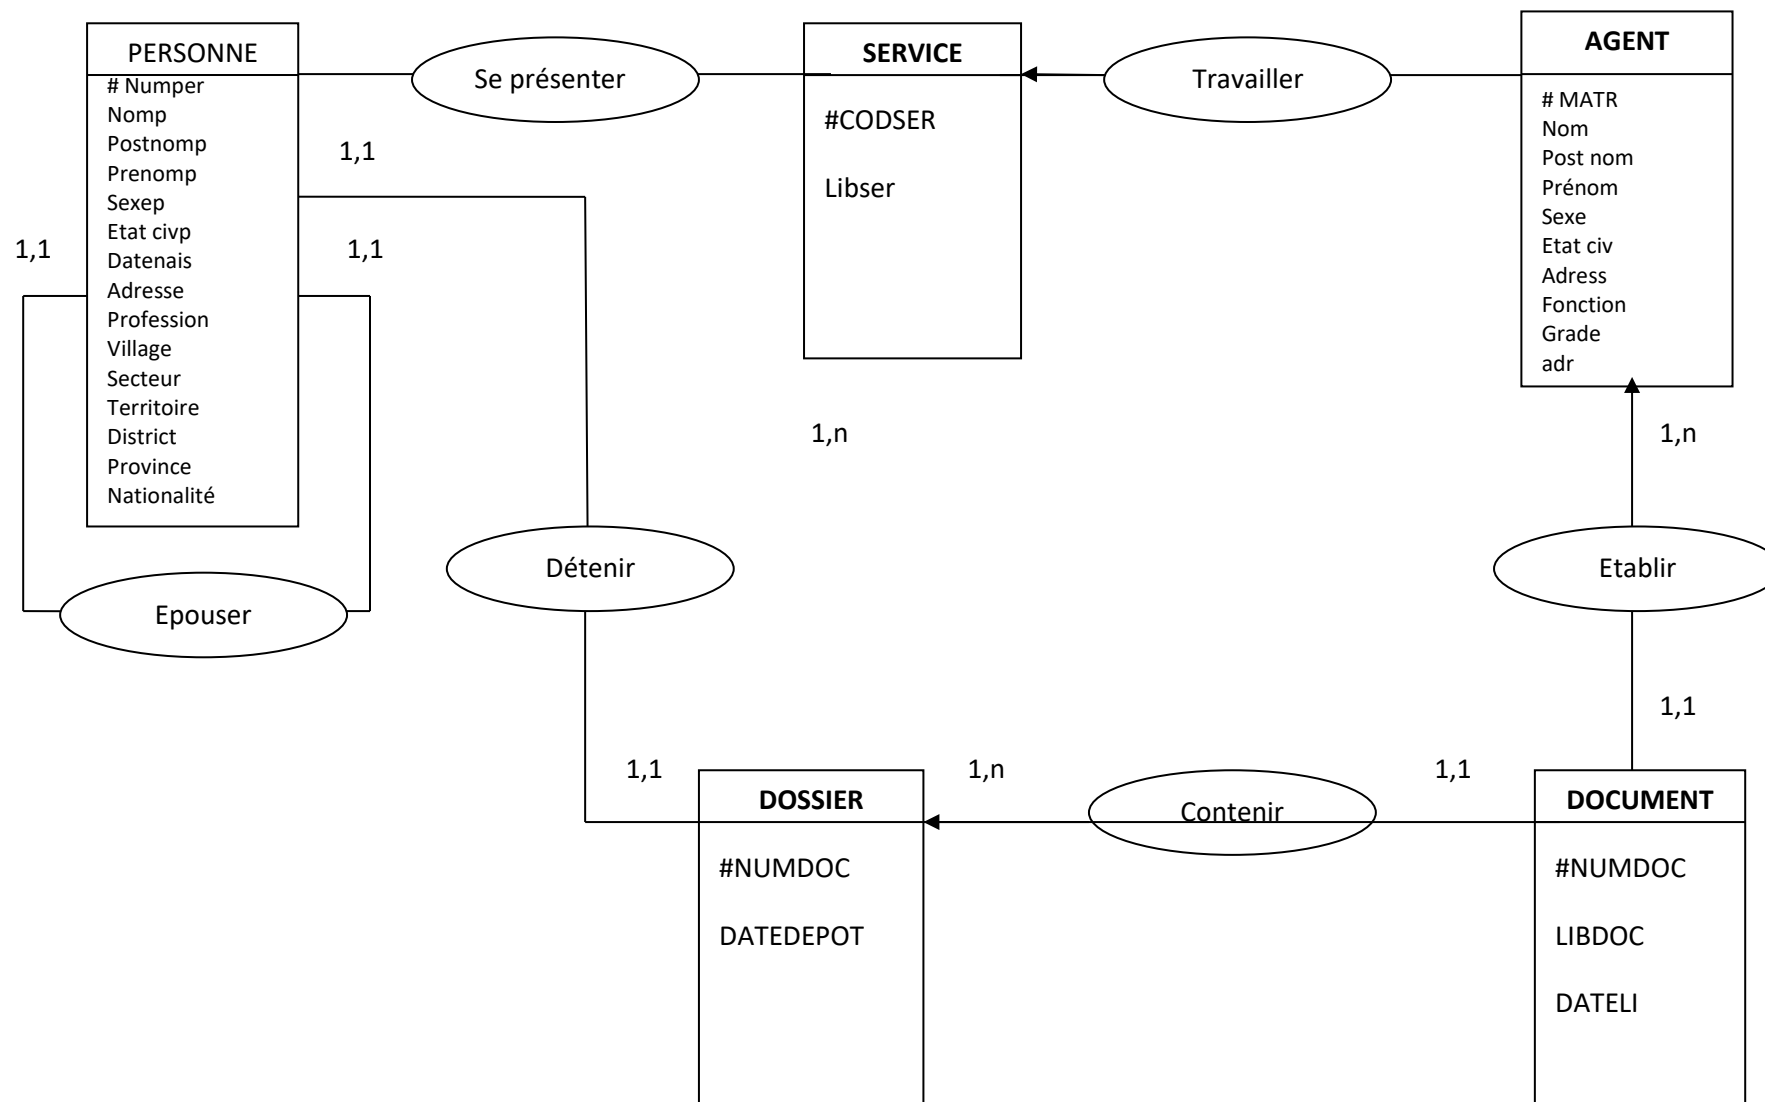 PERSONNE
# Numper
Nomp
Postnomp
Prenomp
Sexep
Etat civp
Datenais
Adresse
Profession
Village
Secteur
Territoire
District
Province
Nationalité
Se présenter
SERVICE
#CODSER
Libser
Travailler
AGENT
# MATR
Nom
Post nom
Prénom
Sexe
Etat civ
Adress
Fonction
Grade
adr
1,1
1,1
1,1
1,n
1,n
Epouser
Détenir
Etablir
1,1
1,1
1,n
1,1
DOSSIER
#NUMDOC
DATEDEPOT
Contenir
DOCUMENT
#NUMDOC
LIBDOC
DATELI